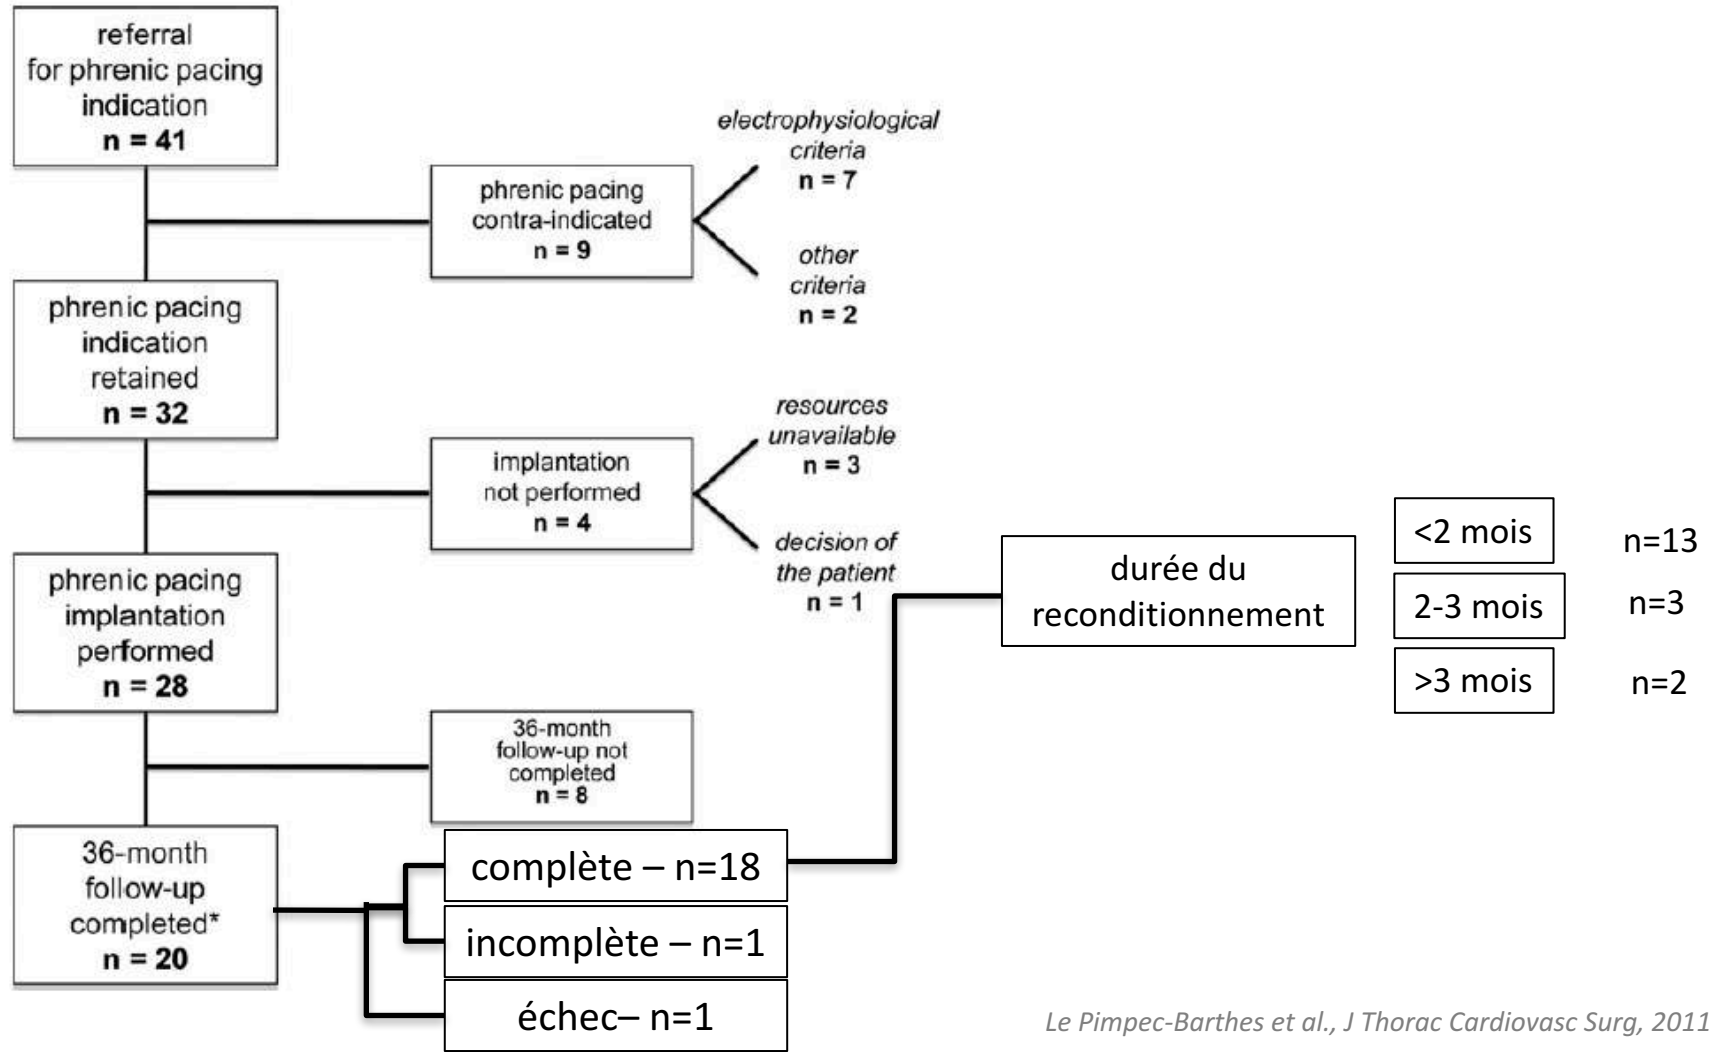 referral
for phrenic pacing
indication
n = 41
phrenic pacing
contra-indicated
n = 9
electrophysiological
criteria
n = 7
other
criteria
n = 2
phrenic pacing
indication
retained
n = 32
implantation
not performed
n = 4
resources
unavailable
n = 3
decision of
the patient
n = 1
phrenic pacing
implantation
performed
n = 28
36-month
follow-up not
completed
n = 8
36-month
follow-up
completed*
n = 20
complète – n=18
incomplète – n=1
échec– n=1
durée du
reconditionnement
<2 mois n=13
2-3 mois n=3
>3 mois n=2
Le Pimpec-Barthes et al., J Thorac Cardiovasc Surg, 2011